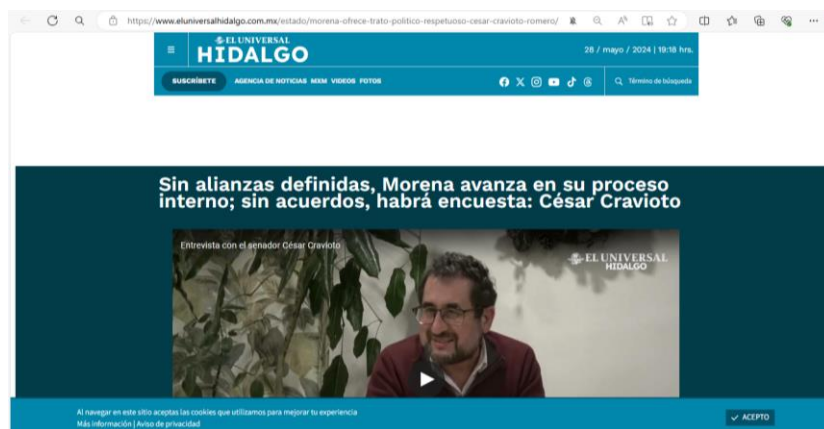 https://www.eluniversalhidalgo.com.mx/estado/morena-ofrece-trato-politico-respetuoso-cesar-cravioto-romero/
EL UNIVERSAL
HIDALGO
28 / mayo / 2024 | 19:18 hrs.
SUSCRÍBETE AGENCIA DE NOTICIAS MXM VIDEOS FOTOS
Término de búsqueda
Sin alianzas definidas, Morena avanza en su proceso
interno; sin acuerdos, habrá encuesta: César Cravioto
Entrevista con el senador César Cravioto
EL UNIVERSAL
HIDALGO
Al navegar en este sitio aceptas las cookies que utilizamos para mejorar tu experiencia
Más información | Aviso de privacidad
ACEPTO